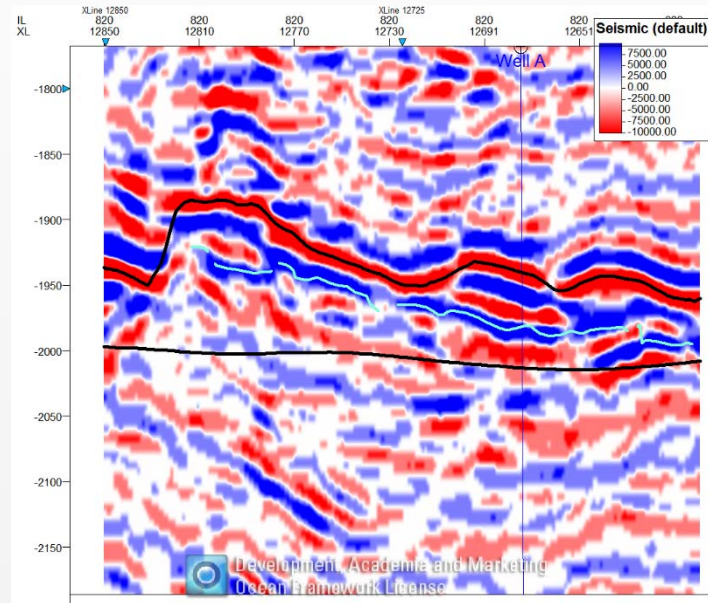 XLine 12850 XLine 12725
IL 820 820 820 820 820 820
XL 12850 12810 12770 12730 12691 12651
Well A
Seismic (default)
7500.00
5000.00
2500.00
0.00
-2500.00
-5000.00
-7500.00
-10000.00
-1800
-1850
-1900
-1950
-2000
-2050
-2100
-2150
Development, Academia and Marketing
Ocean Framework License